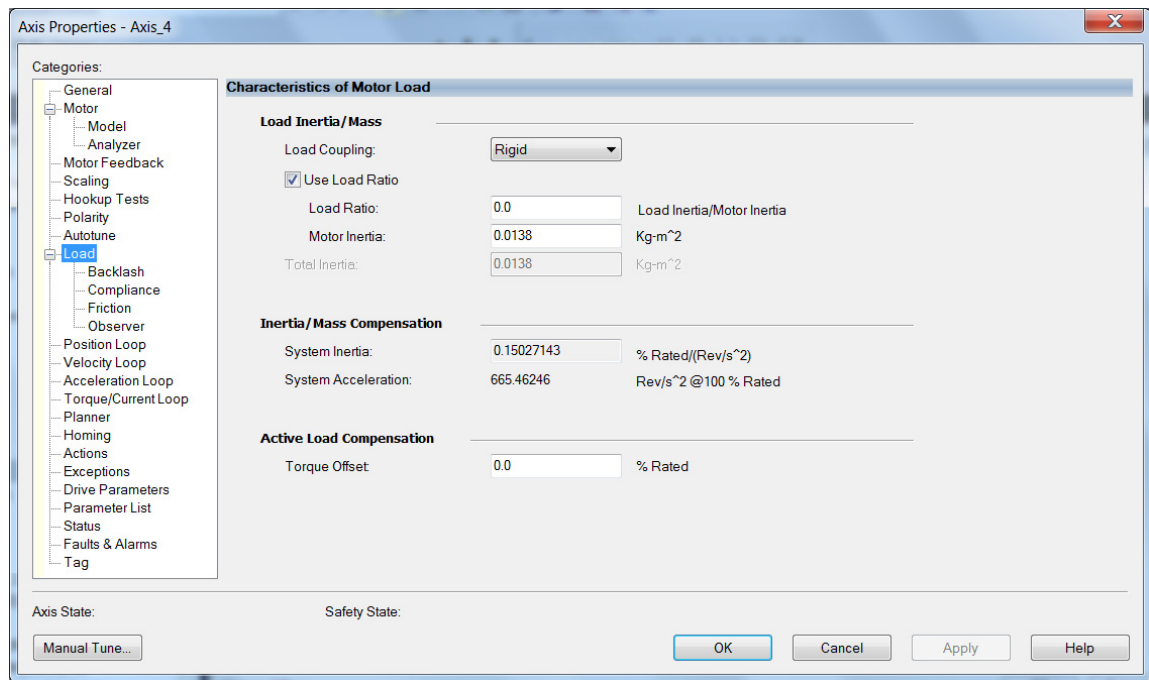 Axis Properties - Axis_4
Categories:
General
Motor
Model
Analyzer
Motor Feedback
Scaling
Hookup Tests
Polarity
Autotune
Load
Backlash
Compliance
Friction
Observer
Position Loop
Velocity Loop
Acceleration Loop
Torque/Current Loop
Planner
Homing
Actions
Exceptions
Drive Parameters
Parameter List
Status
Faults & Alarms
Tag
Characteristics of Motor Load
Load Inertia/Mass
Load Coupling: Rigid
Use Load Ratio
Load Ratio: 0.0 Load Inertia/Motor Inertia
Motor Inertia: 0.0138 Kg-m^2
Total Inertia: 0.0138 Kg-m^2
Inertia/Mass Compensation
System Inertia: 0.15027143 % Rated/(Rev/s^2)
System Acceleration: 665.46246 Rev/s^2 @100 % Rated
Active Load Compensation
Torque Offset: 0.0 % Rated
Axis State: Safety State:
Manual Tune... OK Cancel Apply Help